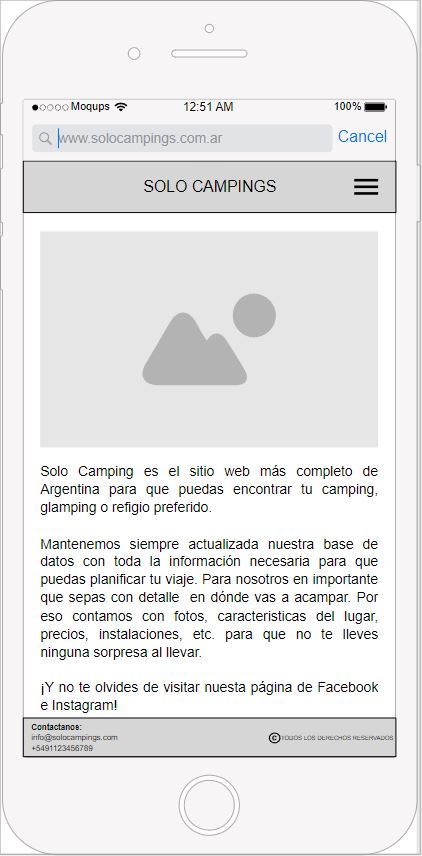 Moqups 12:51 AM 100%
www.solocampings.com.ar Cancel
SOLO CAMPINGS
Solo Camping es el sitio web más completo de
Argentina para que puedas encontrar tu camping,
glamping o refigio preferido.
Mantenemos siempre actualizada nuestra base de
datos con toda la información necesaria para que
puedas planificar tu viaje. Para nosotros en importante
que sepas con detalle en dónde vas a acampar. Por
eso contamos con fotos, caracteristicas del lugar,
precios, instalaciones, etc. para que no te lleves
ninguna sorpresa al llevar.
¡Y no te olvides de visitar nuesta página de Facebook
e Instagram!
Contactanos:
info@solocampings.com
©TODOS LOS DERECHOS RESERVADOS
+5491123456789